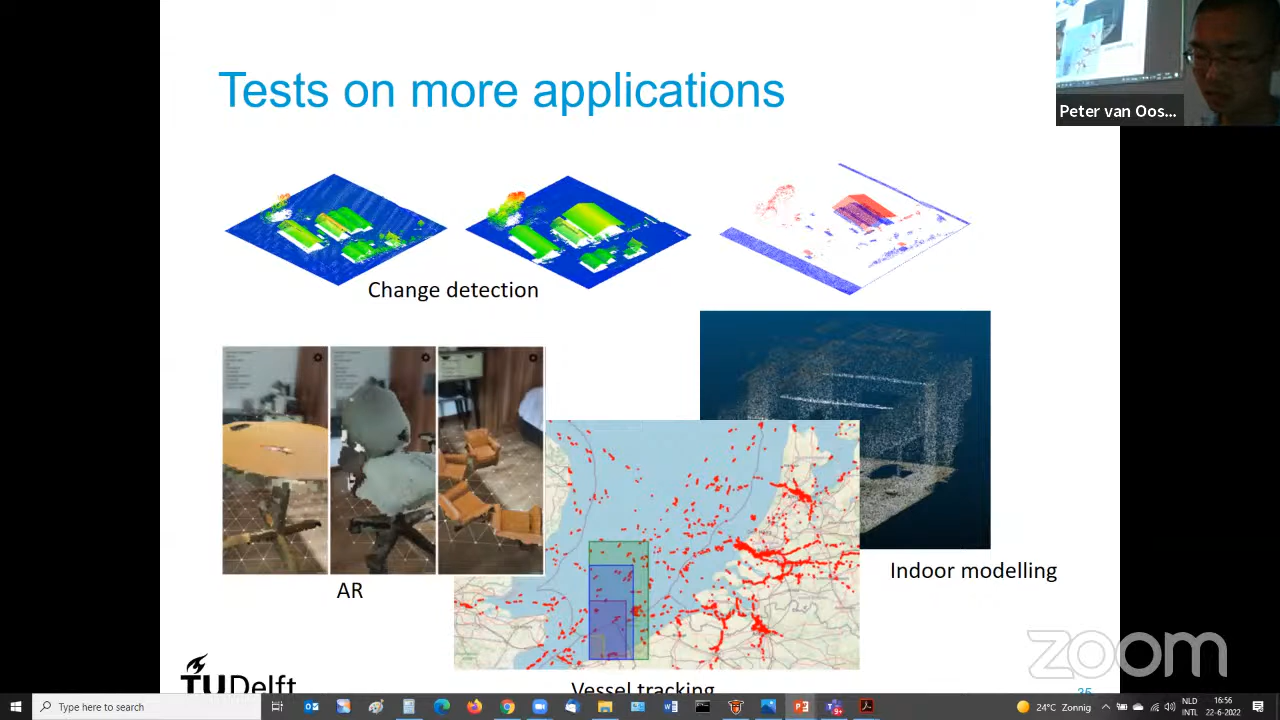 Tests on more applications
Peter van Oos...
Change detection
AR
Indoor modelling
Vessel tracking
TUDelft
35
zoom
Type here to search
24°C Zonnig
NLD
INTL
16:56
22-6-2022